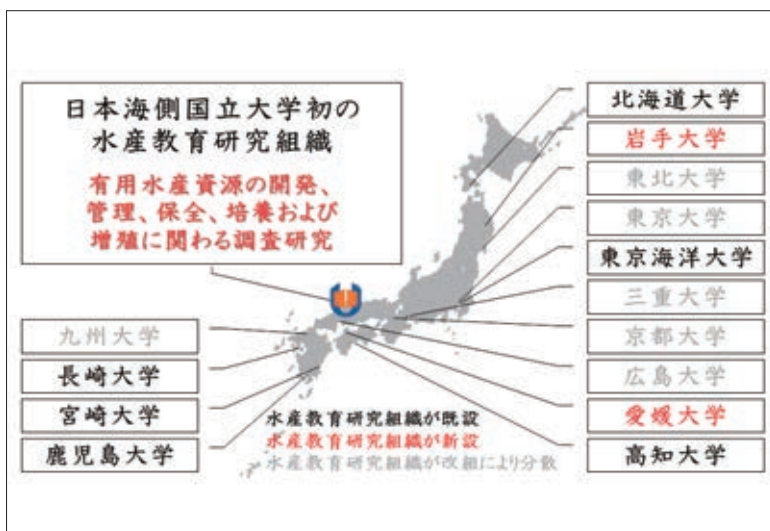 日本海側国立大学初の
水産教育研究組織
有用水産資源の開発、
管理、保全、培養および
増殖に関わる調査研究
北海道大学
岩手大学
東北大学
東京大学
東京海洋大学
三重大学
京都大学
広島大学
愛媛大学
高知大学
九州大学
長崎大学
宮崎大学
鹿児島大学
水産教育研究組織が既設
水産教育研究組織が新設
水産教育研究組織が改組により分散